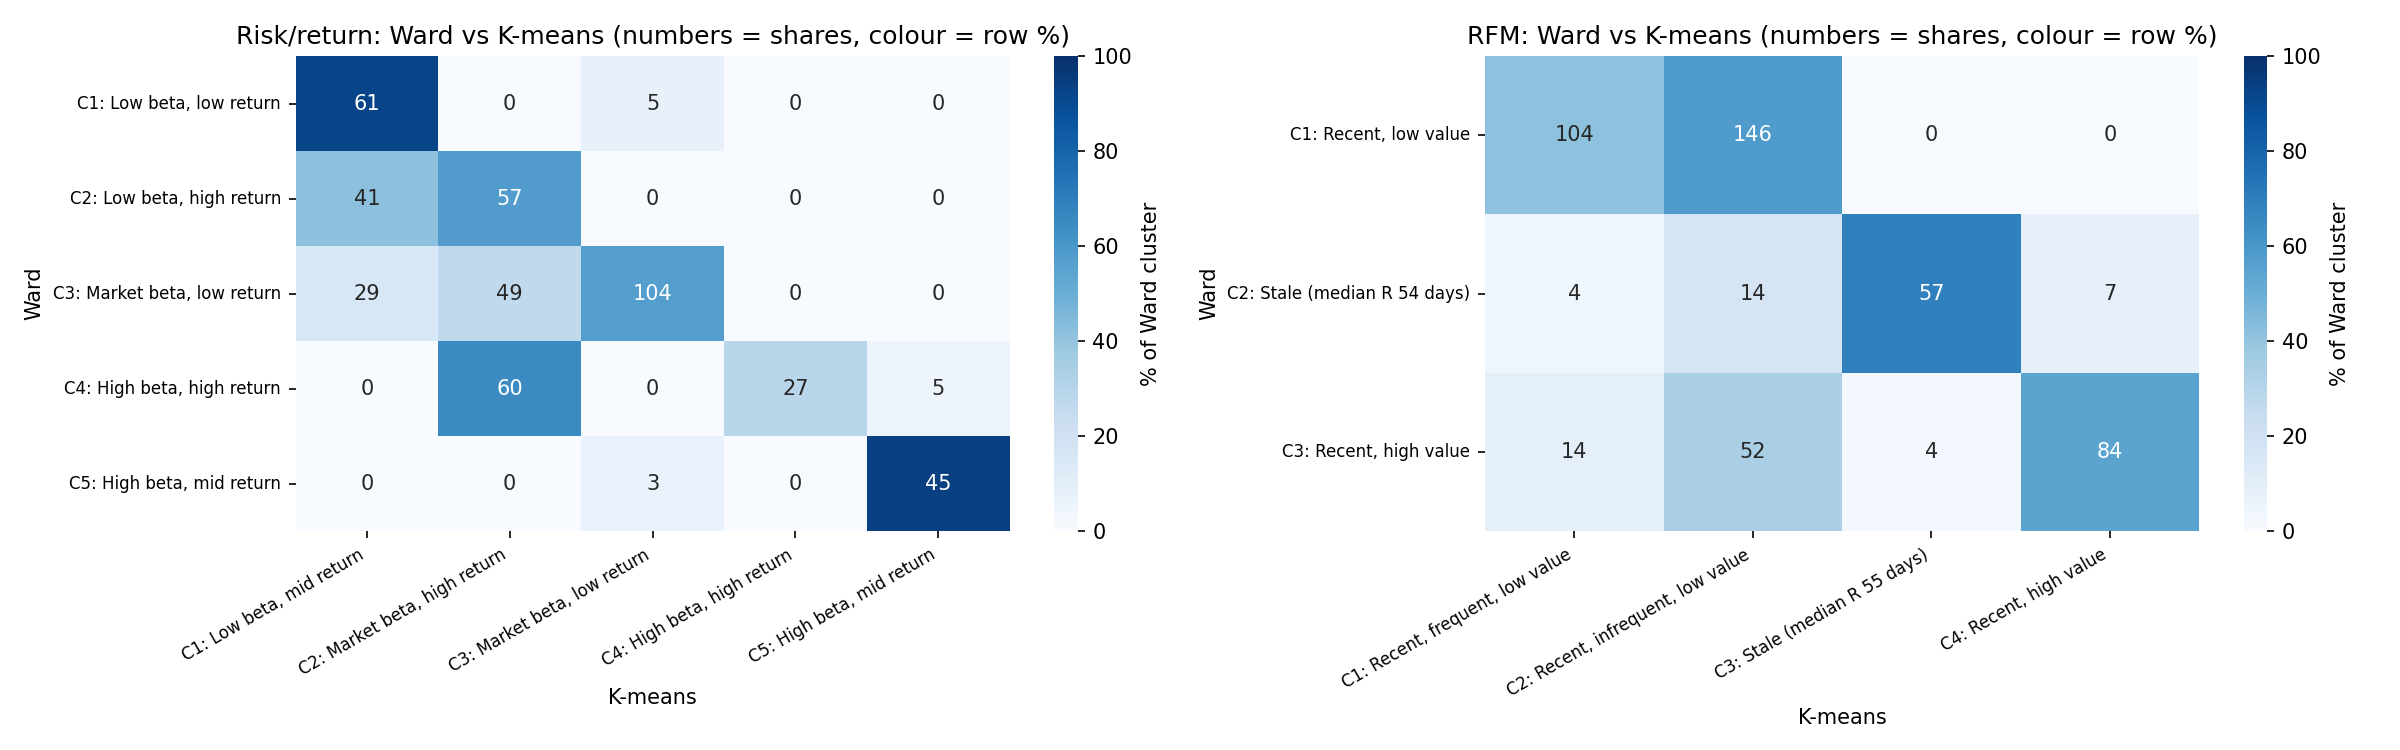 Risk/return: Ward vs K-means (numbers = shares, colour = row %)
Ward
C1: Low beta, low return
61 0 5 0 0
C2: Low beta, high return
41 57 0 0 0
C3: Market beta, low return
29 49 104 0 0
C4: High beta, high return
0 60 0 27 5
C5: High beta, mid return
0 0 3 0 45
C1: Low beta, mid return
C2: Market beta, high return
C3: Market beta, low return
C4: High beta, high return
C5: High beta, mid return
K-means
100
80
60
40
20
0
% of Ward cluster
RFM: Ward vs K-means (numbers = shares, colour = row %)
Ward
C1: Recent, low value
104 146 0 0
C2: Stale (median R 54 days)
4 14 57 7
C3: Recent, high value
14 52 4 84
C1: Recent, frequent, low value
C2: Recent, infrequent, low value
C3: Stale (median R 55 days)
C4: Recent, high value
K-means
100
80
60
40
20
0
% of Ward cluster